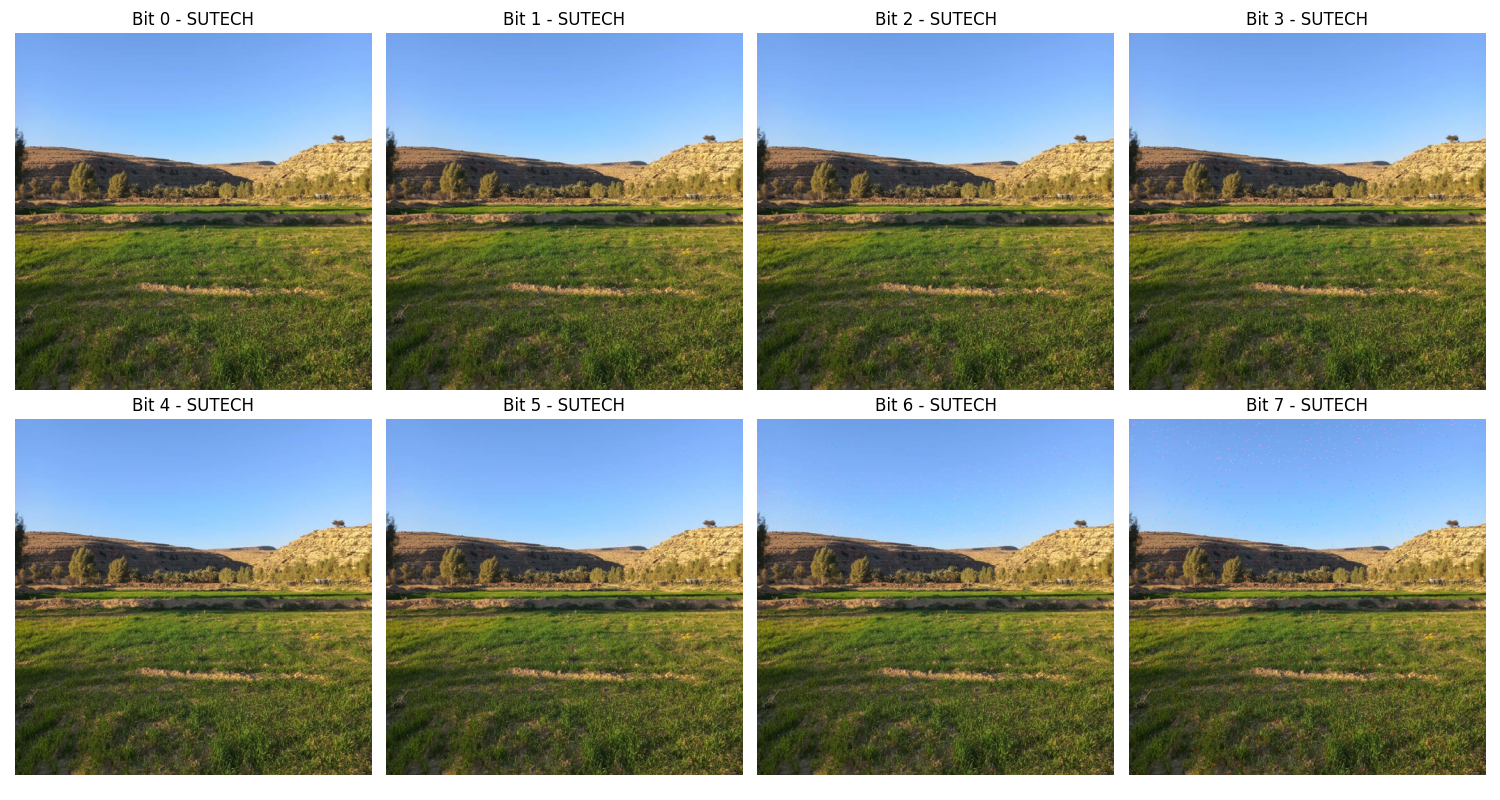 Bit 0 - SUTECH
Bit 1 - SUTECH
Bit 2 - SUTECH
Bit 3 - SUTECH
Bit 4 - SUTECH
Bit 5 - SUTECH
Bit 6 - SUTECH
Bit 7 - SUTECH